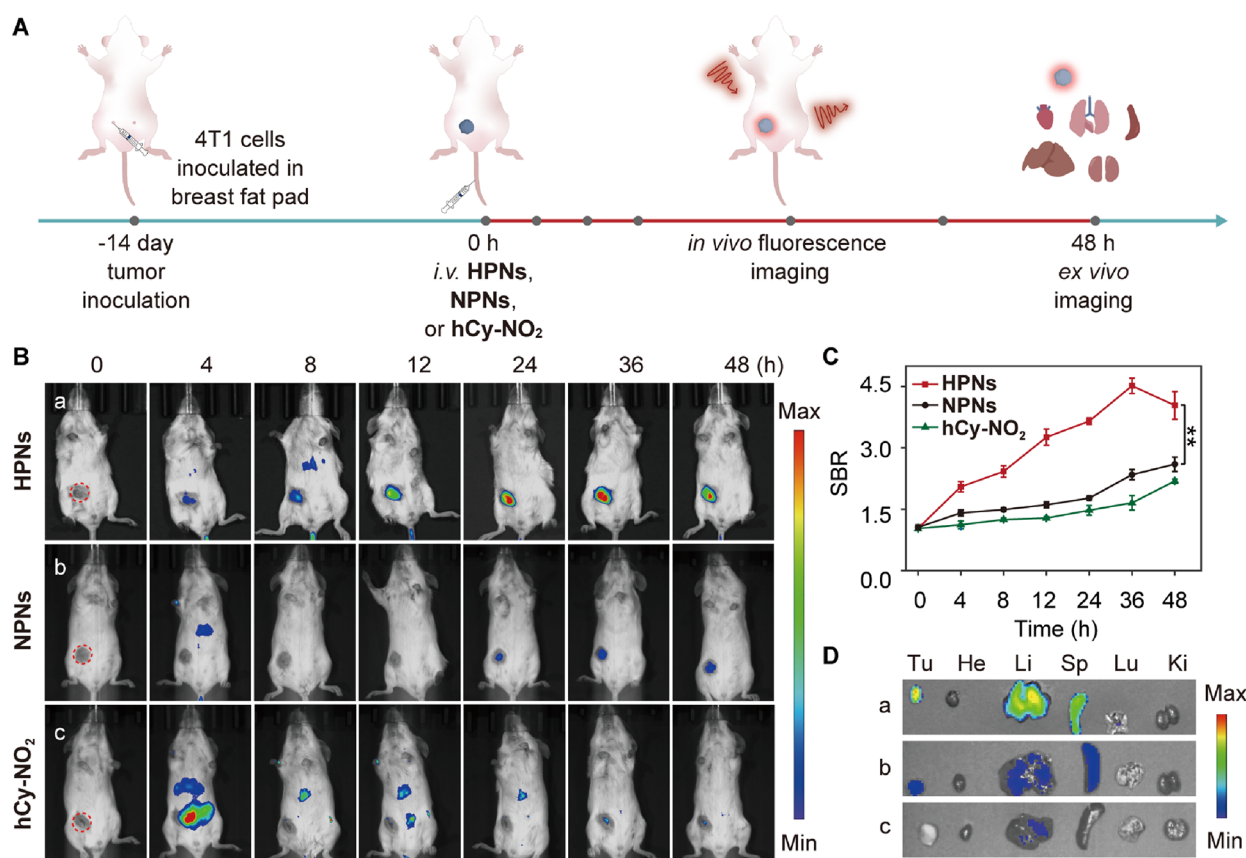 A
4T1 cells
inoculated in
breast fat pad
-14 day
tumor
inoculation
0 h
i.v. HPNs,
NPNs,
or hCy-NO₂
in vivo fluorescence
imaging
48 h
ex vivo
imaging
B
0 4 8 12 24 36 48 (h)
HPNs
a
NPNs
b
hCy-NO₂
c
Max
Min
C
HPNs
NPNs
hCy-NO₂
**
SBR
4.5
3.0
1.5
0.0
0 4 8 12 24 36 48
Time (h)
D
Tu He Li Sp Lu Ki
a
b
c
Max
Min